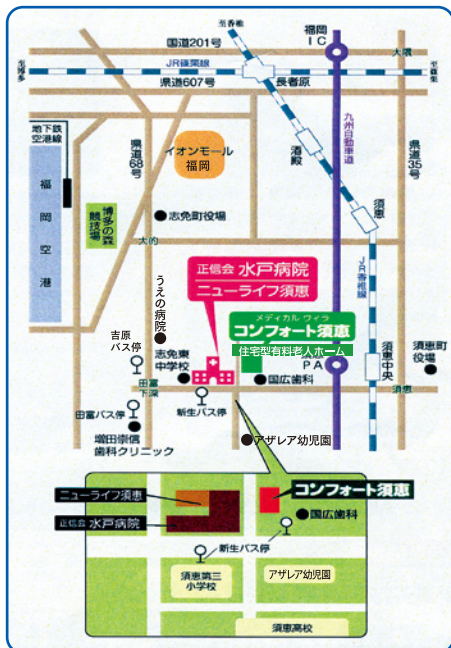 至香椎
福岡
IC
国道201号
大隈
至博多
JR篠栗線
至篠栗
県道607号
長者原
地下鉄
空港線
県道68号
イオンモール
福岡
酒殿
九州自動車道
県道35号
福岡空港
博多の森
競技場
志免町役場
須恵
大的
正信会 水戸病院
ニューライフ須恵
うえの病院
JR香椎線
メディカル ヴィラ
コンフォート須恵
住宅型有料老人ホーム
吉原
バス停
志免東
中学校
PA
須恵中央
須恵町
役場
田富
下深
国広歯科
須恵
田富バス停
新生バス停
増田崇信
歯科クリニック
アザレア幼児園
ニューライフ須恵
コンフォート須恵
正信会 水戸病院
国広歯科
新生バス停
須恵第三
小学校
アザレア幼児園
須恵高校